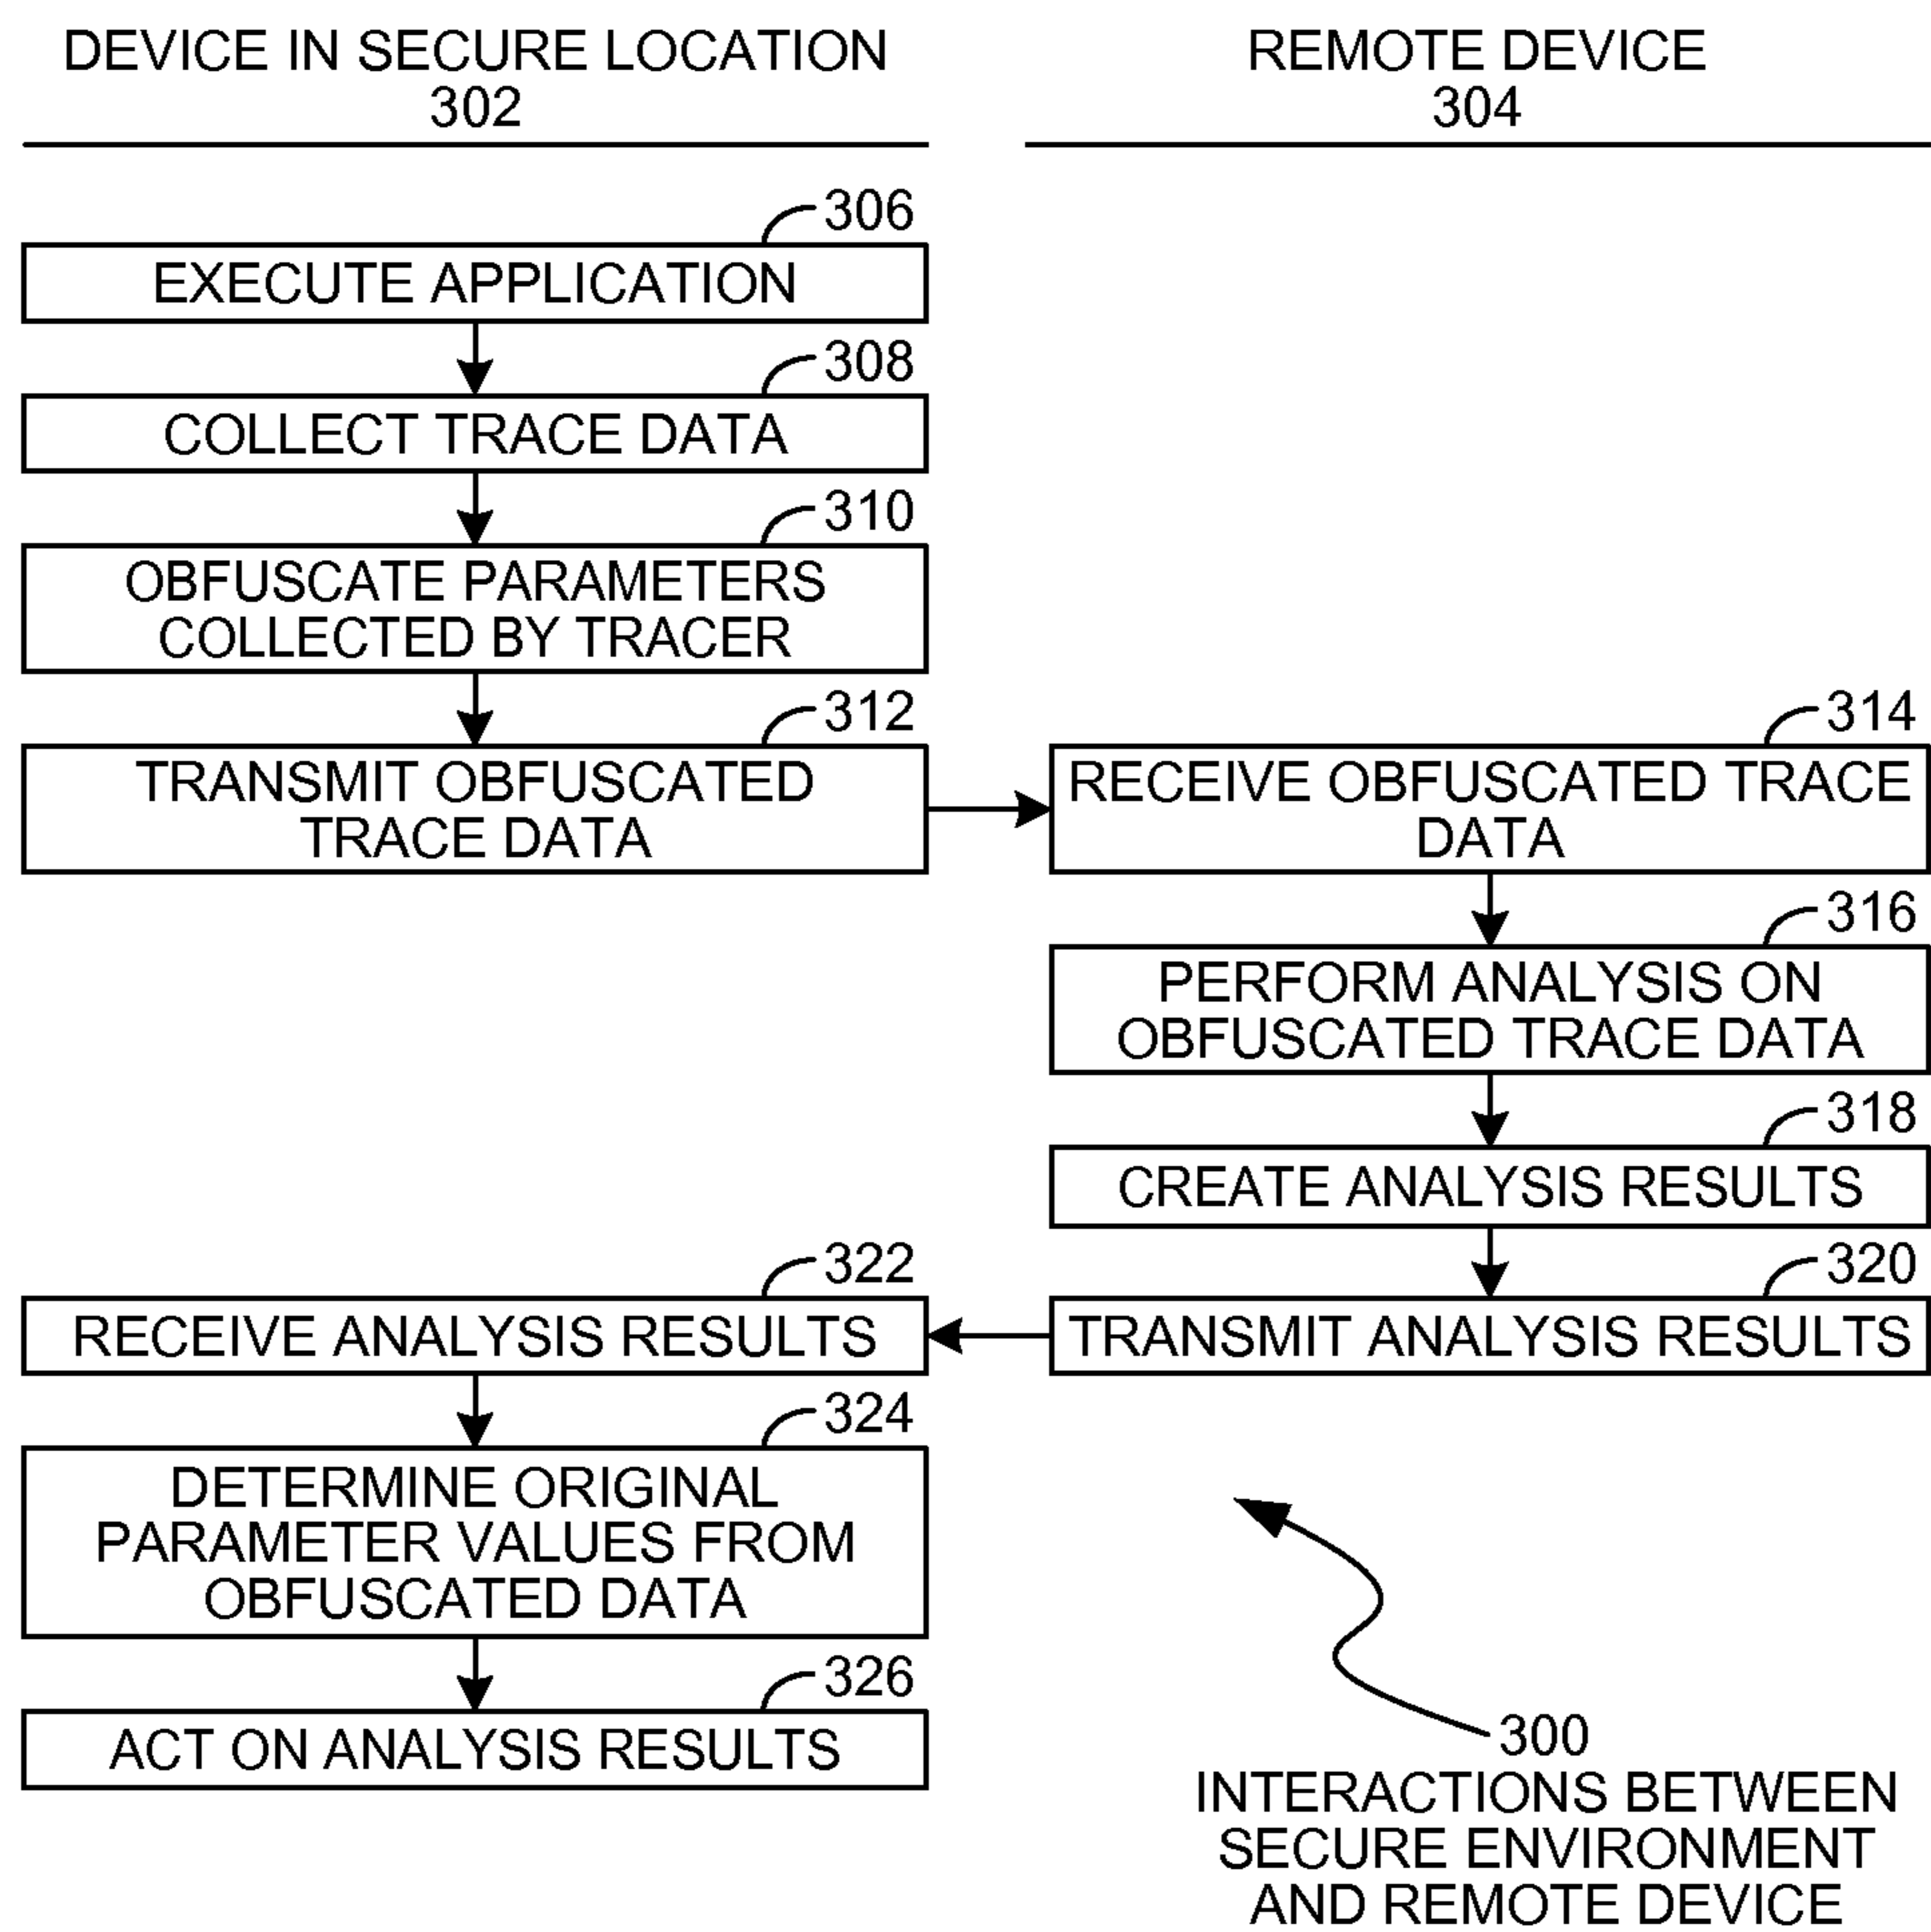 DEVICE IN SECURE LOCATION
302
REMOTE DEVICE
304
306
EXECUTE APPLICATION
308
COLLECT TRACE DATA
310
OBFUSCATE PARAMETERS
COLLECTED BY TRACER
312
TRANSMIT OBFUSCATED
TRACE DATA
314
RECEIVE OBFUSCATED TRACE
DATA
316
PERFORM ANALYSIS ON
OBFUSCATED TRACE DATA
318
CREATE ANALYSIS RESULTS
320
TRANSMIT ANALYSIS RESULTS
322
RECEIVE ANALYSIS RESULTS
324
DETERMINE ORIGINAL
PARAMETER VALUES FROM
OBFUSCATED DATA
326
ACT ON ANALYSIS RESULTS
300
INTERACTIONS BETWEEN
SECURE ENVIRONMENT
AND REMOTE DEVICE